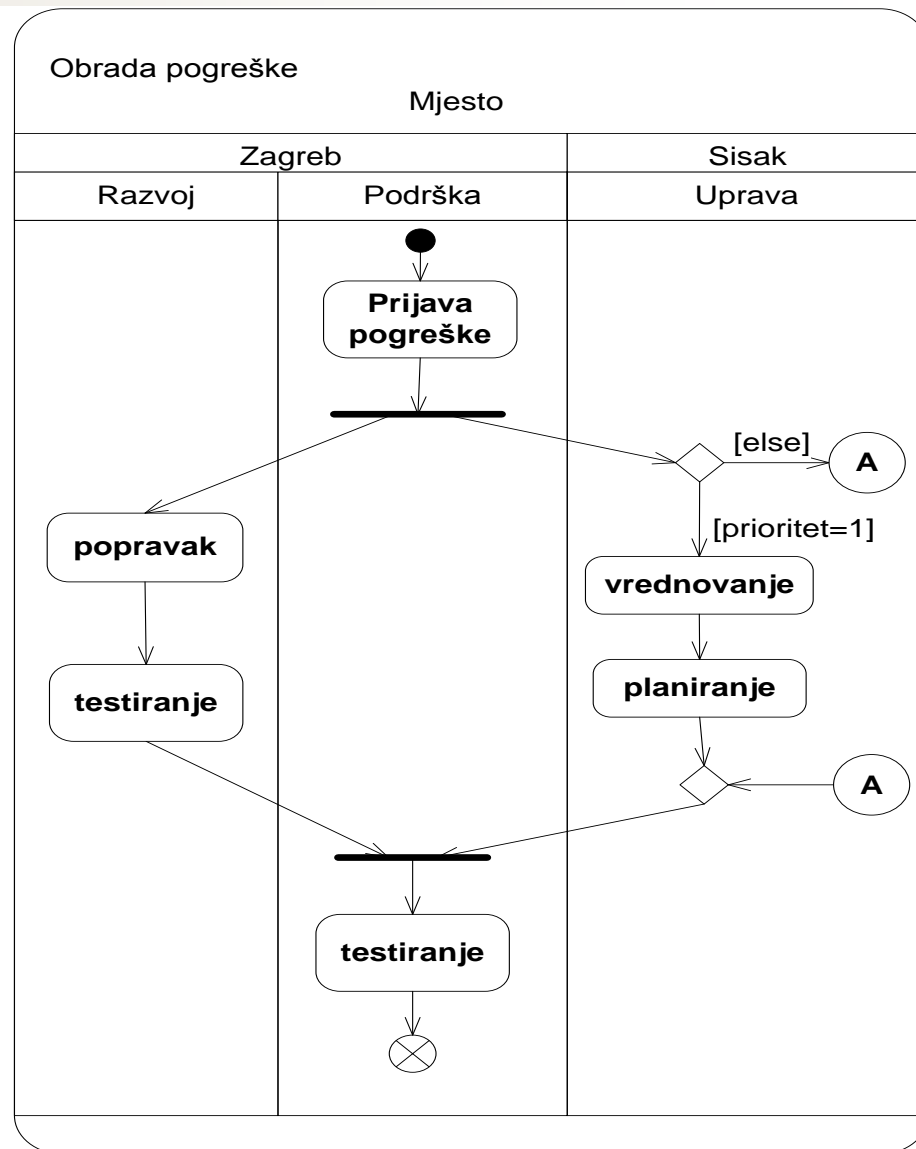 Obrada pogreške
Mjesto
Zagreb
Sisak
Razvoj
Podrška
Uprava
Prijava
pogreške
[else]
A
[prioritet=1]
popravak
vrednovanje
testiranje
planiranje
A
testiranje